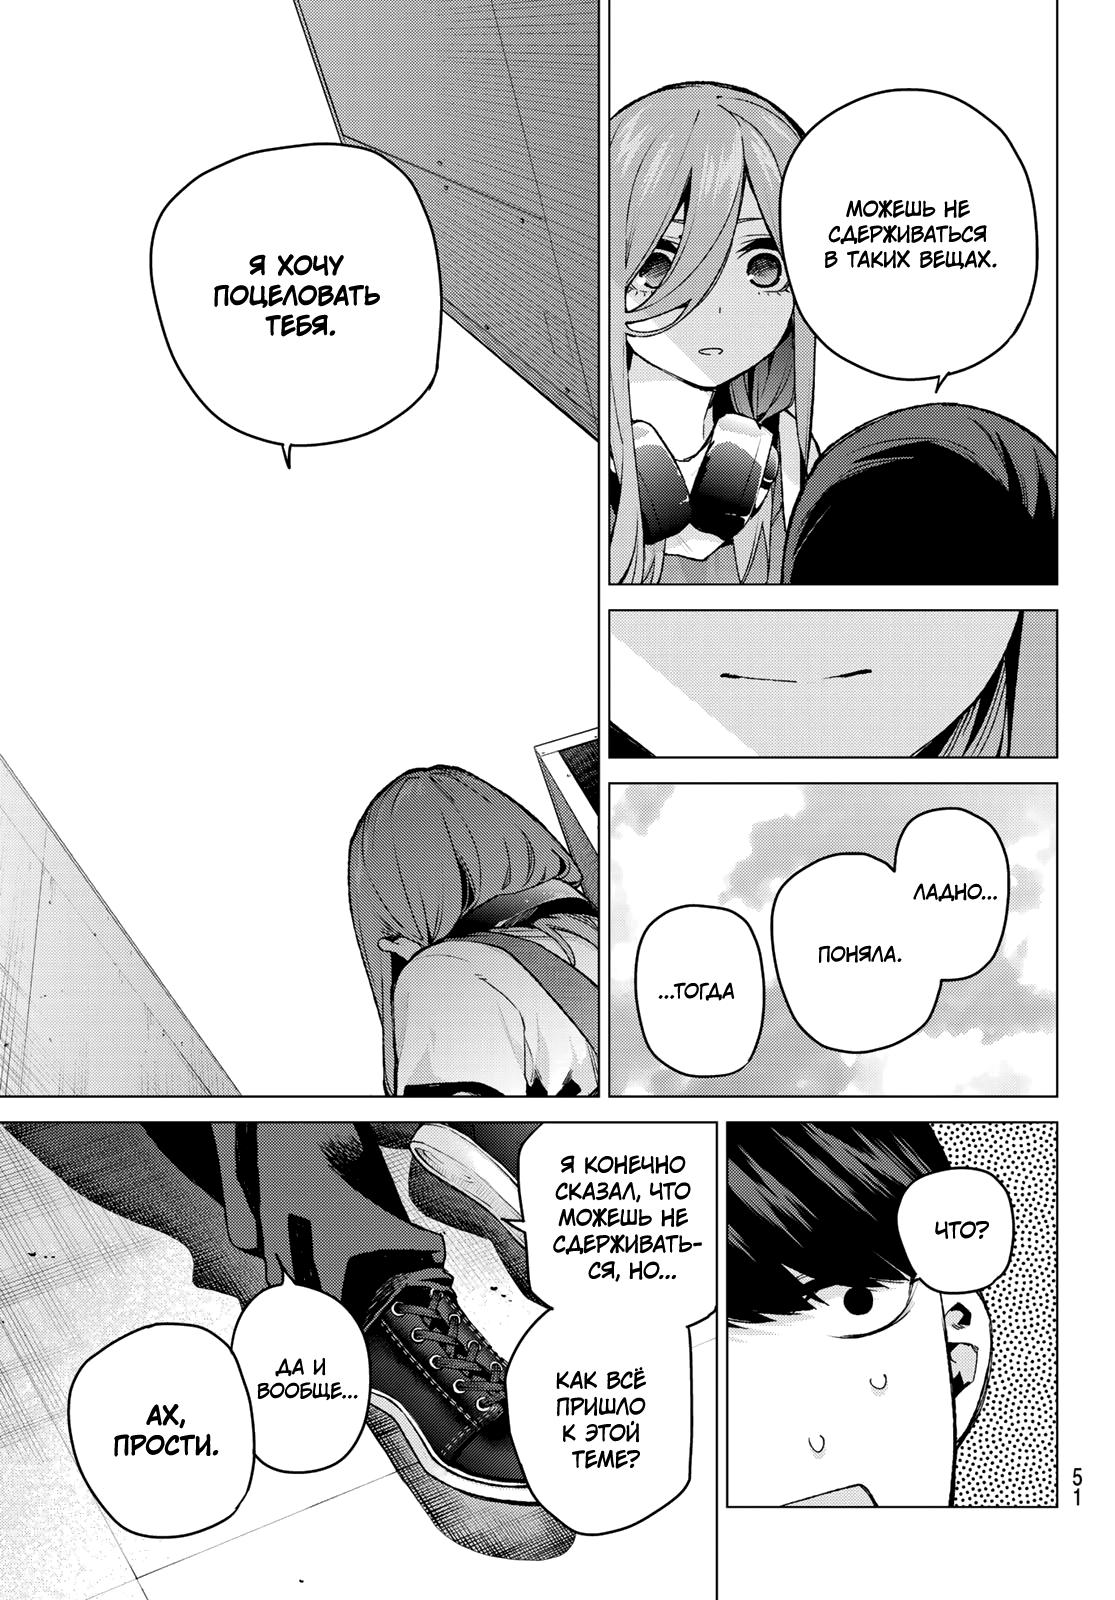 МОЖЕШЬ НЕ
СДЕРЖИВАТЬСЯ
В ТАКИХ ВЕЩАХ.
ЛАДНО...
ПОНЯЛА.
...ТОГДА
Я ХОЧУ
ПОЦЕЛОВАТЬ
ТЕБЯ.
ЧТО?
Я КОНЕЧНО
СКАЗАЛ, ЧТО
МОЖЕШЬ НЕ
СДЕРЖИВАТЬ-
СЯ, НО...
КАК ВСЁ
ПРИШЛО
К ЭТОЙ
ТЕМЕ?
ДА И
ВООБЩЕ...
АХ,
ПРОСТИ.
51